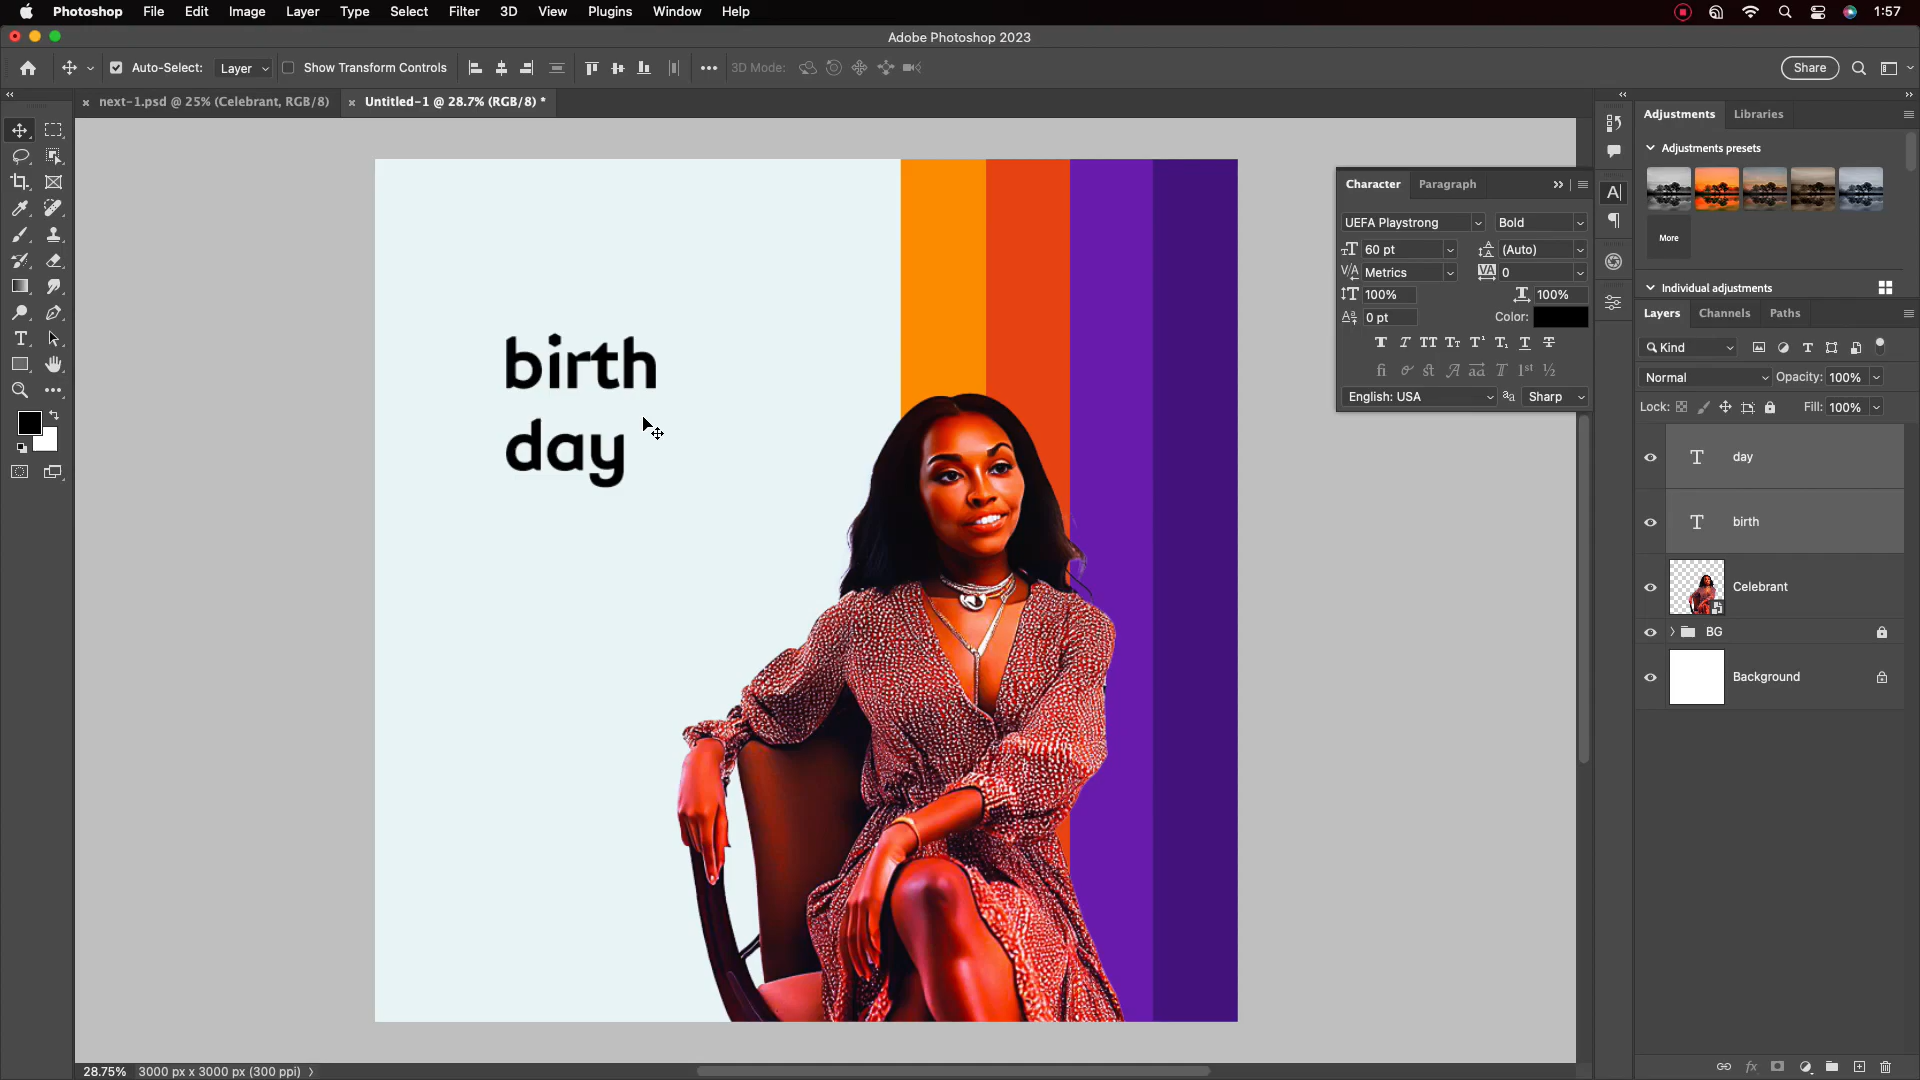 Photoshop File Edit Image Layer Type Select Filter 3D View Plugins Window Help 1:57
Adobe Photoshop 2023
Auto-Select: Layer Show Transform Controls 3D Mode: Share
next-1.psd @ 25% (Celebrant, RGB/8) Untitled-1 @ 28.7% (RGB/8) *
birth
day
Character Paragraph
UEFA Playstrong Bold
60 pt (Auto)
Metrics 0
100% 100%
0 pt Color:
English: USA Sharp
Adjustments Libraries
Adjustments presets
More
Individual adjustments
Layers Channels Paths
Kind
Normal Opacity: 100%
Lock: Fill: 100%
day
birth
Celebrant
BG
Background
28.75% 3000 px x 3000 px (300 ppi)